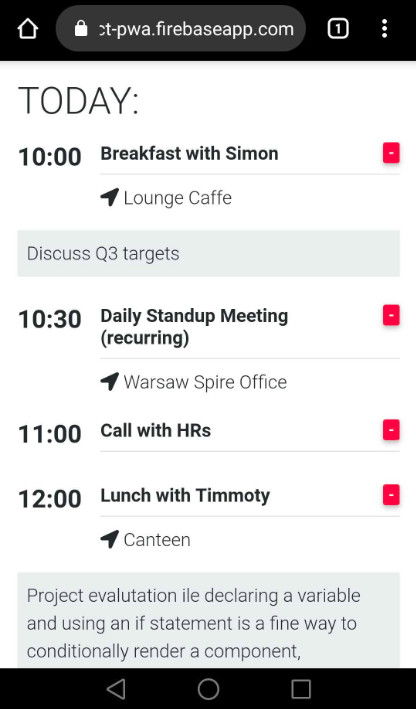 ct-pwa.firebaseapp.com
1
TODAY:
10:00 Breakfast with Simon -
Lounge Caffe
Discuss Q3 targets
10:30 Daily Standup Meeting -
(recurring)
Warsaw Spire Office
11:00 Call with HRs -
12:00 Lunch with Timmoty -
Canteen
Project evalutation ile declaring a variable
and using an if statement is a fine way to
conditionally render a component,